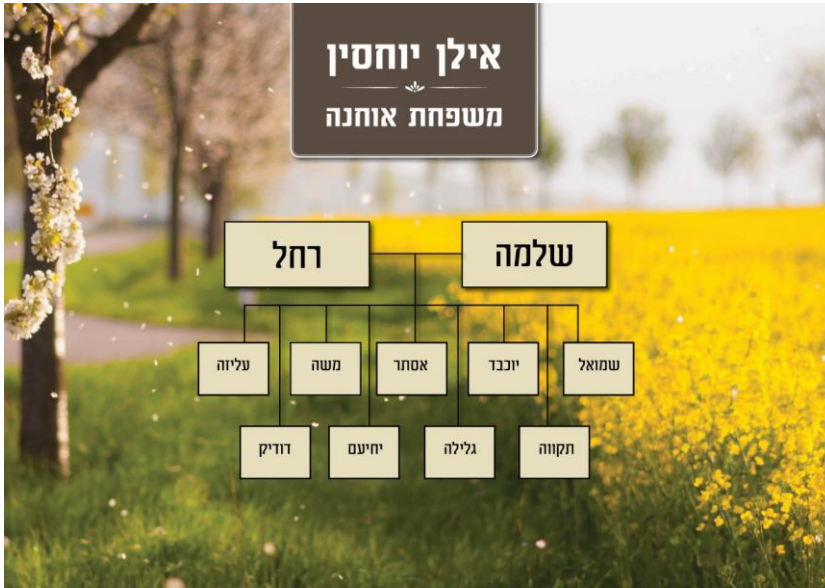 אילן יוחסין
משפחת אוחנה
שלמה רחל
שמואל יוכבד אסתר משה עליזה
תקווה גלילה יחיעם דודיק